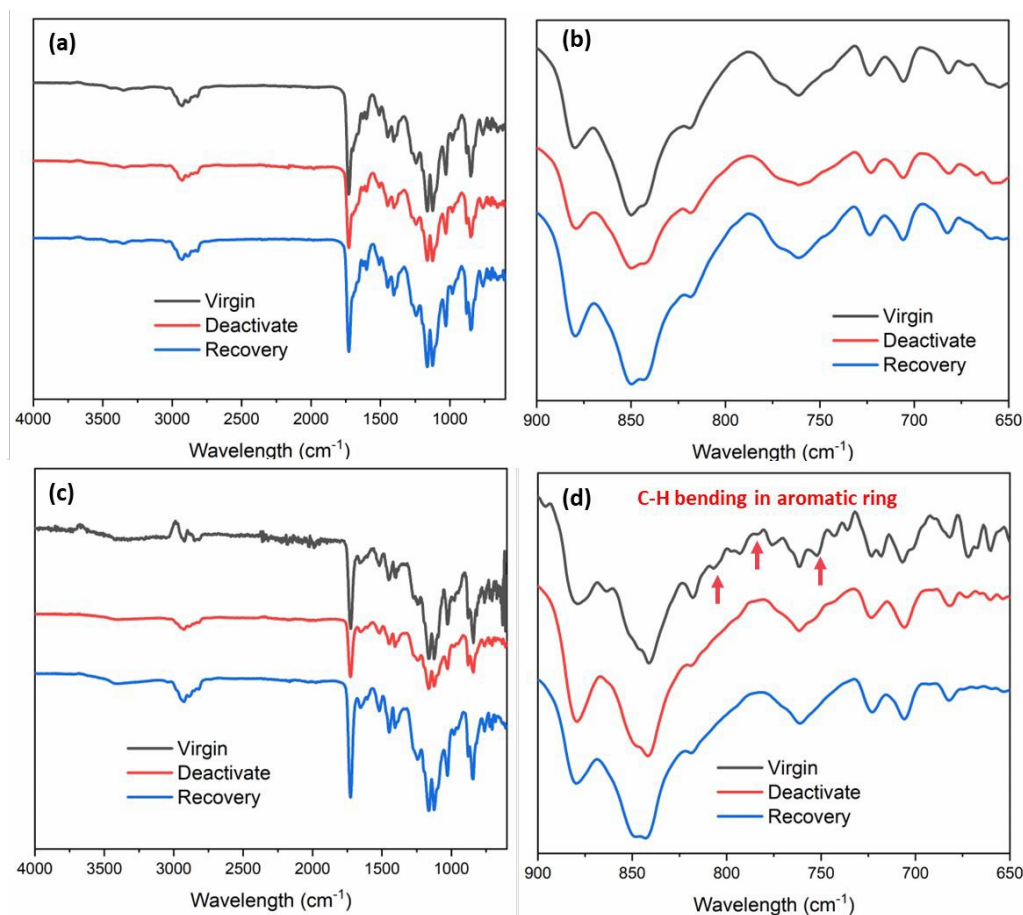 (a)
Virgin
Deactivate
Recovery
4000 3500 3000 2500 2000 1500 1000
Wavelength (cm⁻¹)
(b)
Virgin
Deactivate
Recovery
900 850 800 750 700 650
Wavelength (cm⁻¹)
(c)
Virgin
Deactivate
Recovery
4000 3500 3000 2500 2000 1500 1000
Wavelength (cm⁻¹)
(d)
C-H bending in aromatic ring
Virgin
Deactivate
Recovery
900 850 800 750 700 650
Wavelength (cm⁻¹)